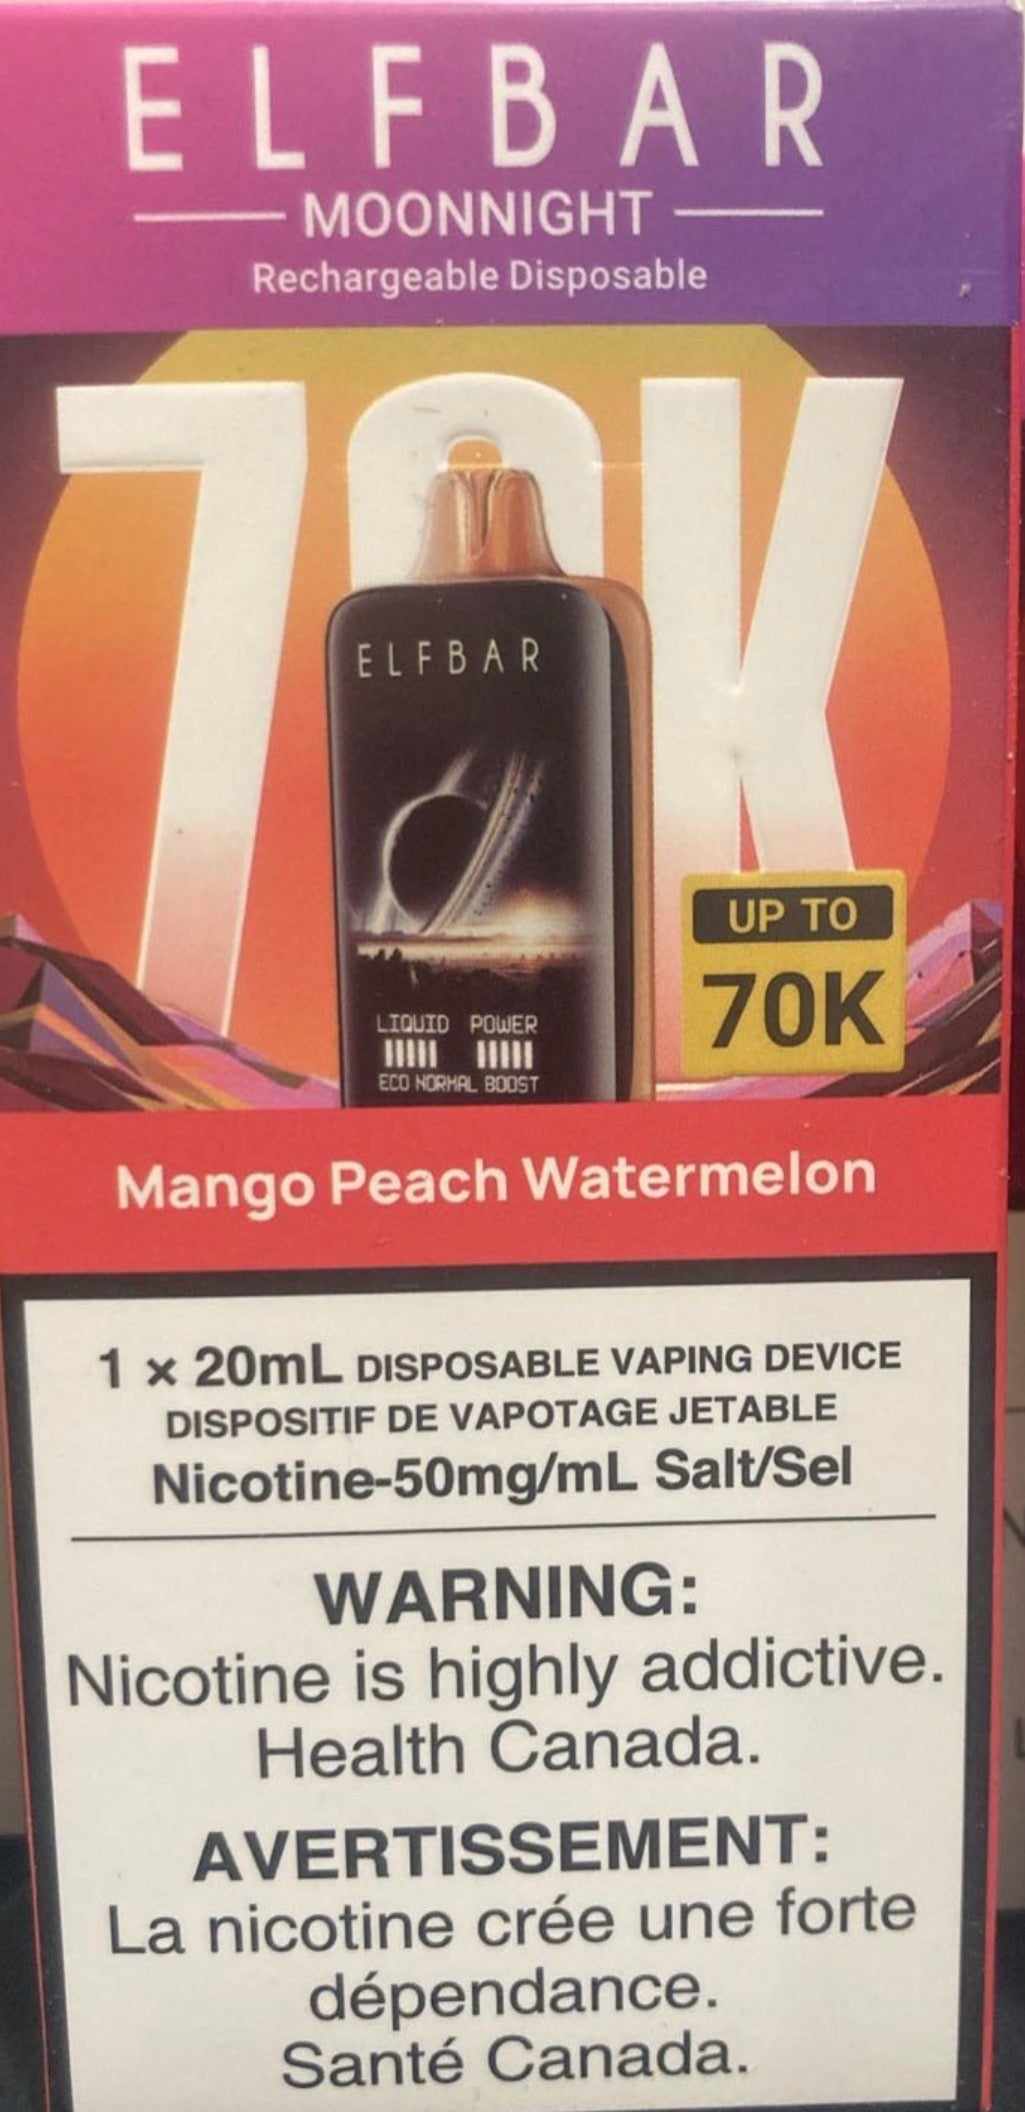 ELFBAR
MOONNIGHT
Rechargeable Disposable
70K
ELFBAR
LIQUID POWER
ECO NORMAL BOOST
UP TO
70K
Mango Peach Watermelon
1 × 20mL DISPOSABLE VAPING DEVICE
DISPOSITIF DE VAPOTAGE JETABLE
Nicotine-50mg/mL Salt/Sel
WARNING:
Nicotine is highly addictive.
Health Canada.
AVERTISSEMENT:
La nicotine crée une forte
dépendance.
Santé Canada.